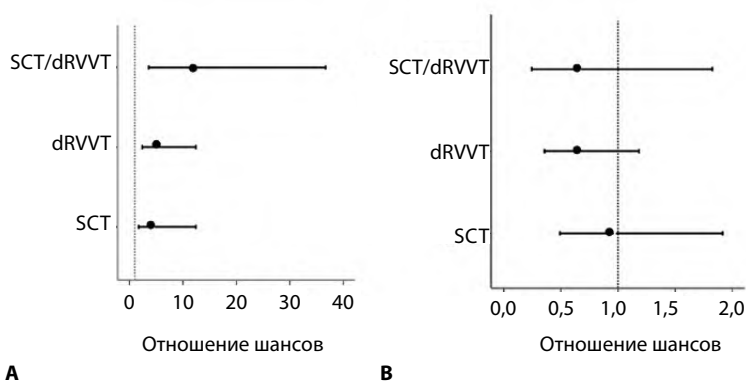 SCT/dRVVT
dRVVT
SCT
0 10 20 30 40
Отношение шансов
A
SCT/dRVVT
dRVVT
SCT
0,0 0,5 1,0 1,5 2,0
Отношение шансов
B